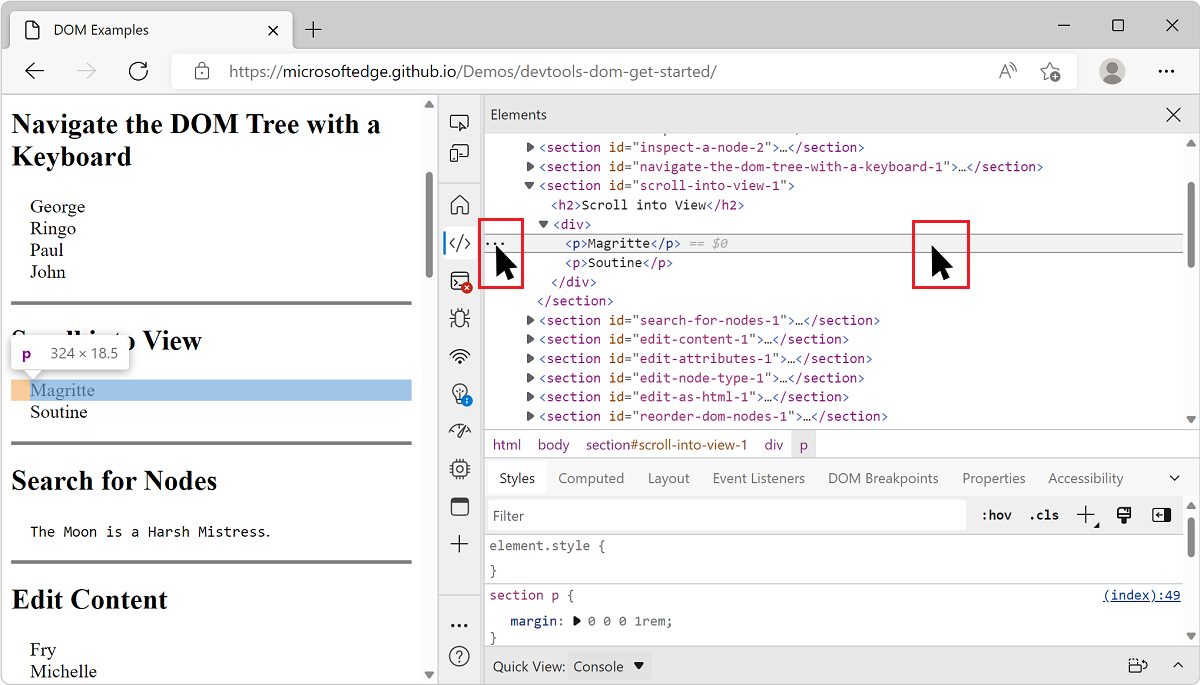 DOM Examples
https://microsoftedge.github.io/Demos/devtools-dom-get-started/
Navigate the DOM Tree with a
Keyboard
George
Ringo
Paul
John
to View
p 324 × 18.5
Magritte
Soutine
Search for Nodes
The Moon is a Harsh Mistress.
Edit Content
Fry
Michelle
Elements
<section id="inspect-a-node-2">…</section>
<section id="navigate-the-dom-tree-with-a-keyboard-1">…</section>
<section id="scroll-into-view-1">
<h2>Scroll into View</h2>
<div>
<p>Magritte</p> == $0
<p>Soutine</p>
</div>
</section>
<section id="search-for-nodes-1">…</section>
<section id="edit-content-1">…</section>
<section id="edit-attributes-1">…</section>
<section id="edit-node-type-1">…</section>
<section id="edit-as-html-1">…</section>
<section id="reorder-dom-nodes-1">…</section>
html body section#scroll-into-view-1 div p
Styles Computed Layout Event Listeners DOM Breakpoints Properties Accessibility
Filter :hov .cls
element.style {
}
section p { (index):49
margin: 0 0 0 1rem;
}
Quick View: Console